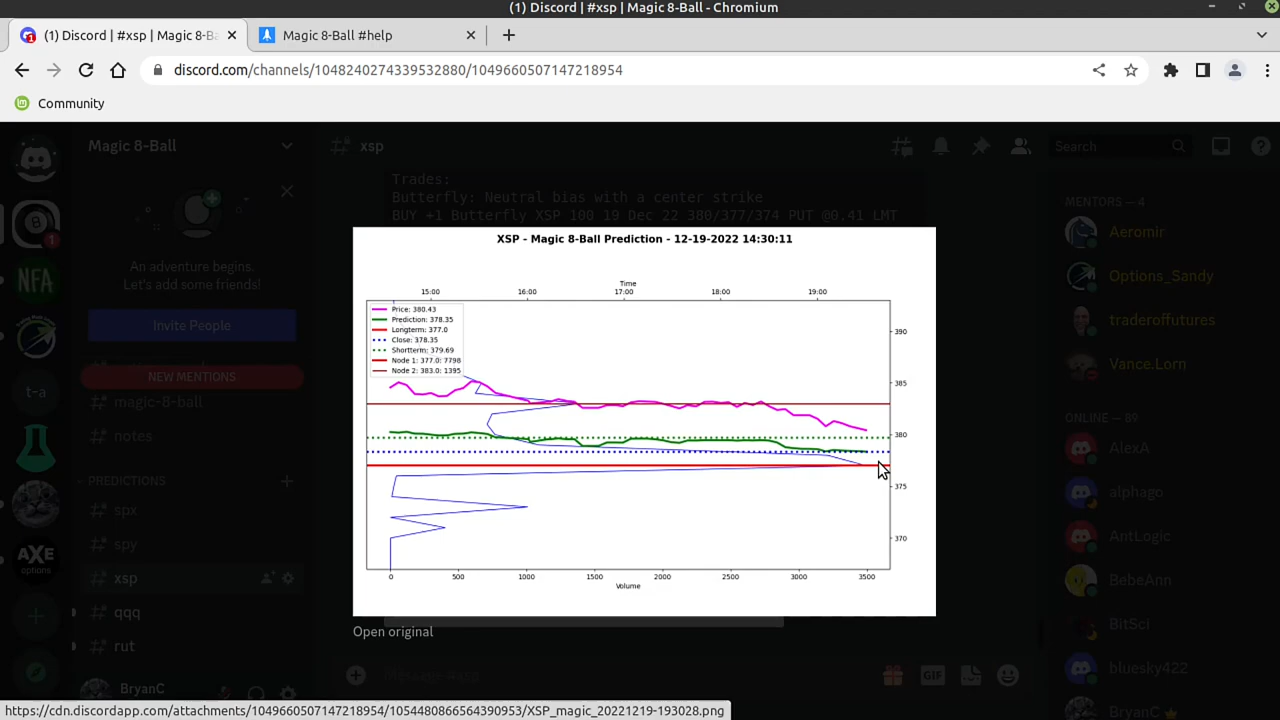 (1) Discord | #xsp | Magic 8-Ball - Chromium
(1) Discord | #xsp | Magic 8-Ba
Magic 8-Ball #help
discord.com/channels/1048240274339532880/1049660507147218954
Community
Magic 8-Ball
xsp
Search
An adventure begins.
Let's add some friends!
Invite People
NEW MENTIONS
magic-8-ball
notes
PREDICTIONS
spx
spy
xsp
qqq
rut
BryanC
NFA
t-a
AXE
options
Trades:
Butterfly: Neutral bias with a center strike
BUY +1 Butterfly XSP 100 19 Dec 22 380/377/374 PUT @0.41 LMT
XSP - Magic 8-Ball Prediction - 12-19-2022 14:30:11
Time
15:00 16:00 17:00 18:00 19:00
Price: 380.43
Prediction: 378.35
Longterm: 377.0
Close: 378.35
Shortterm: 379.69
Node 1: 377.0: 7798
Node 2: 383.0: 1395
390
385
380
375
370
0 500 1000 1500 2000 2500 3000 3500
Volume
Open original
GIF
MENTORS — 4
Aeromir
Options_Sandy
traderoffutures
Vance.Lorn
ONLINE — 89
AlexA
alphago
AntLogic
BebeAnn
BitSci
bluesky422
BryanC
https://cdn.discordapp.com/attachments/1049660507147218954/1054480866564390953/XSP_magic_20221219-193028.png